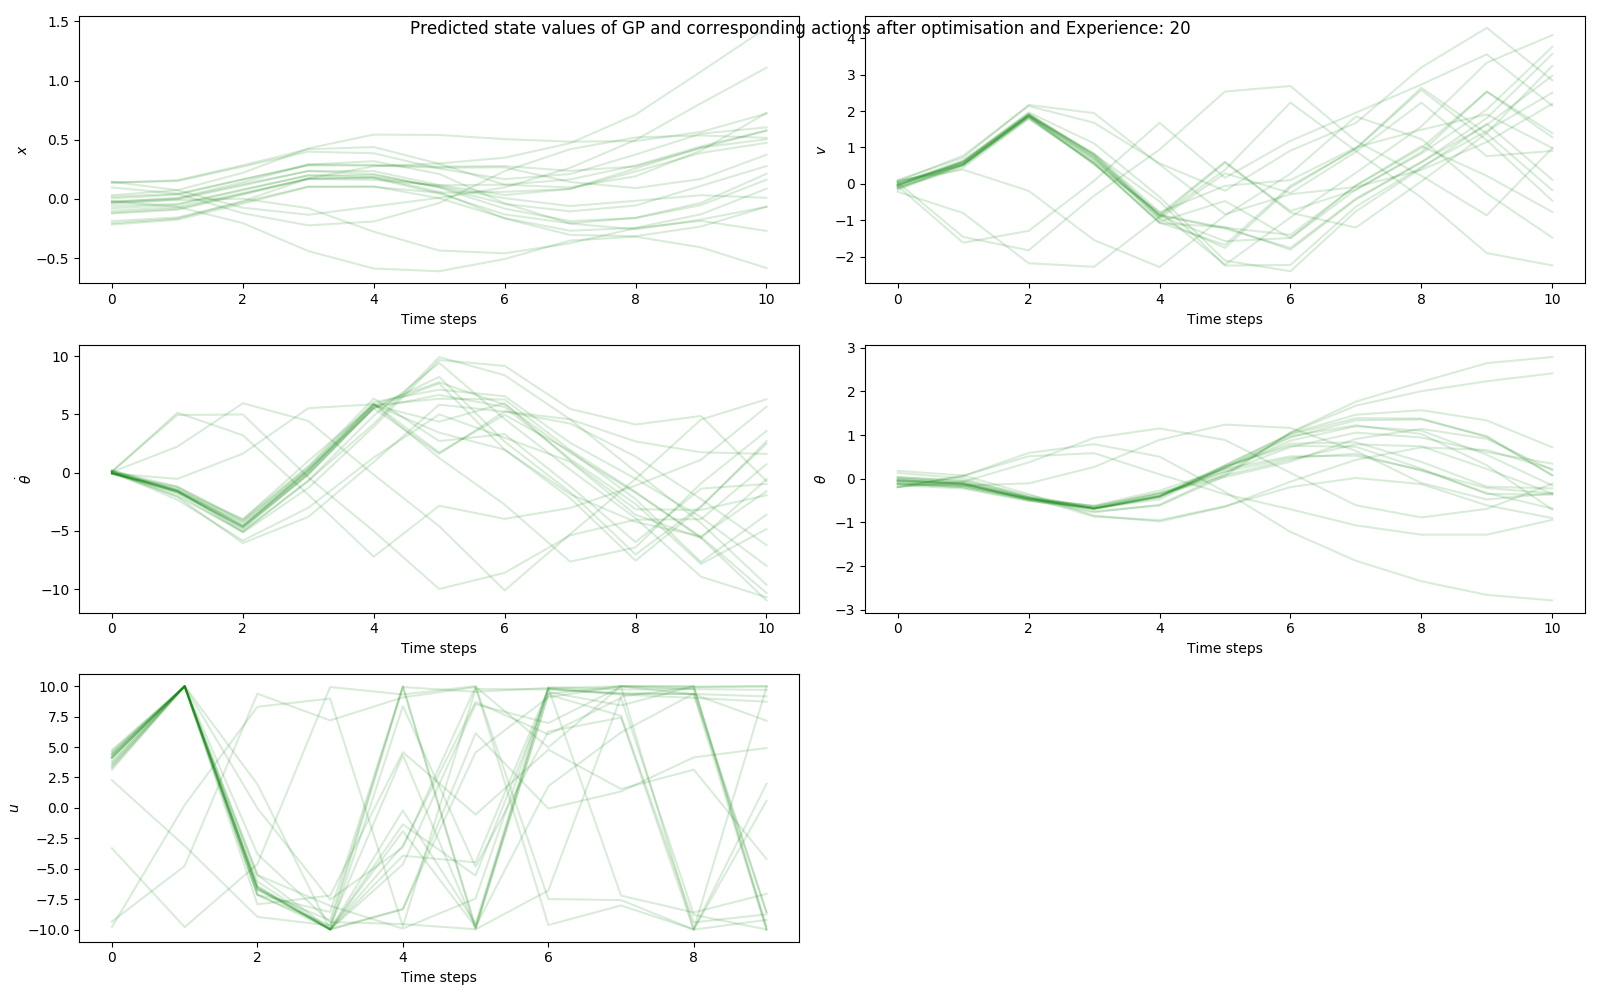 Predicted state values of GP and corresponding actions after optimisation and Experience: 20
1.5
1.0
0.5
0.0
−0.5
x
0 2 4 6 8 10
Time steps
4
3
2
1
0
−1
−2
v
0 2 4 6 8 10
Time steps
10
5
0
−5
−10
θ̇
0 2 4 6 8 10
Time steps
3
2
1
0
−1
−2
−3
θ
0 2 4 6 8 10
Time steps
10.0
7.5
5.0
2.5
0.0
−2.5
−5.0
−7.5
−10.0
u
0 2 4 6 8
Time steps